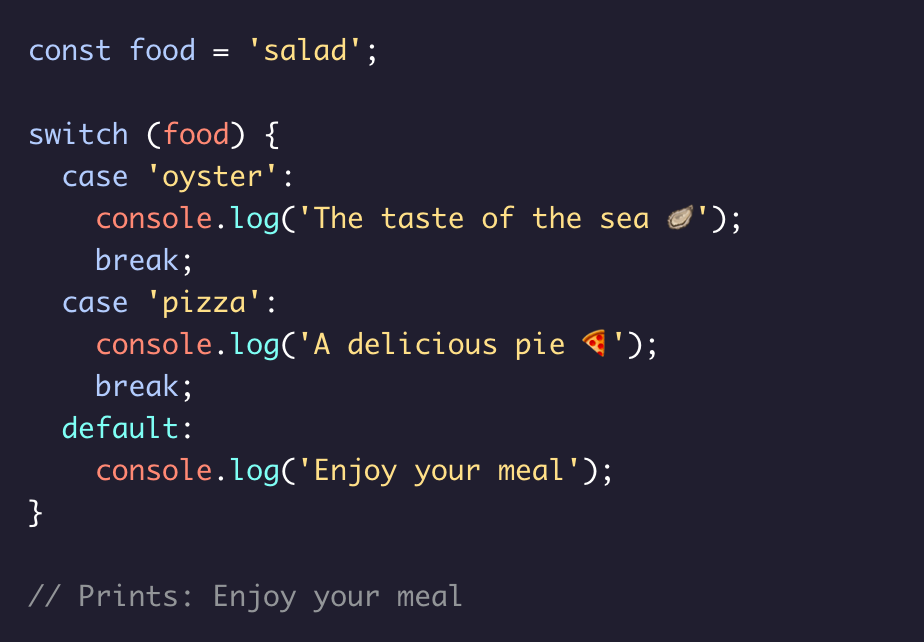 const food = 'salad';

switch (food) {
  case 'oyster':
    console.log('The taste of the sea 🦪');
    break;
  case 'pizza':
    console.log('A delicious pie 🍕');
    break;
  default:
    console.log('Enjoy your meal');
}

// Prints: Enjoy your meal